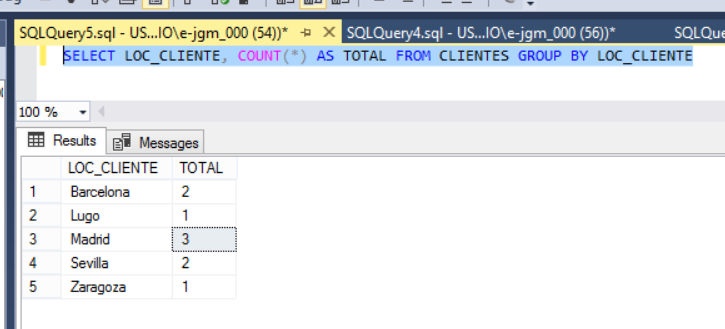 SQLQuery5.sql - US...IO\e-jgm_000 (54))* SQLQuery4.sql - US...IO\e-jgm_000 (56))* SQLQue
SELECT LOC_CLIENTE, COUNT(*) AS TOTAL FROM CLIENTES GROUP BY LOC_CLIENTE
100 %
Results Messages
LOC_CLIENTE TOTAL
1 Barcelona 2
2 Lugo 1
3 Madrid 3
4 Sevilla 2
5 Zaragoza 1